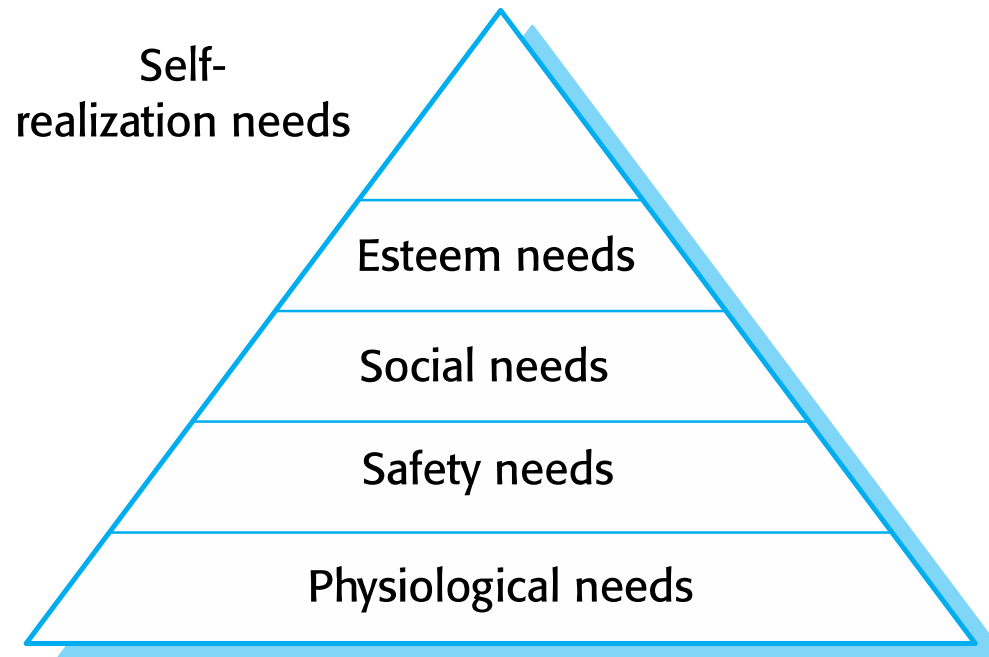 Self-
realization needs
Esteem needs
Social needs
Safety needs
Physiological needs